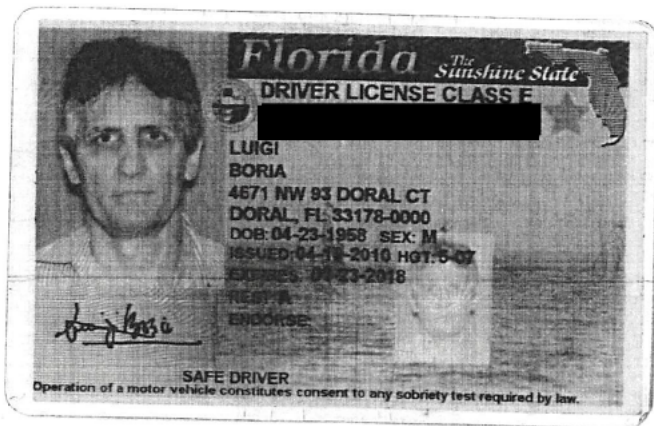 Florida The Sunshine State
DRIVER LICENSE CLASS E
LUIGI
BORIA
4671 NW 93 DORAL CT
DORAL, FL 33178-0000
DOB: 04-23-1958 SEX: M
ISSUED: HGT: 5-07
EXPIRES: 04-23-2018
REST: A
ENDORSE:
SAFE DRIVER
Operation of a motor vehicle constitutes consent to any sobriety test required by law.